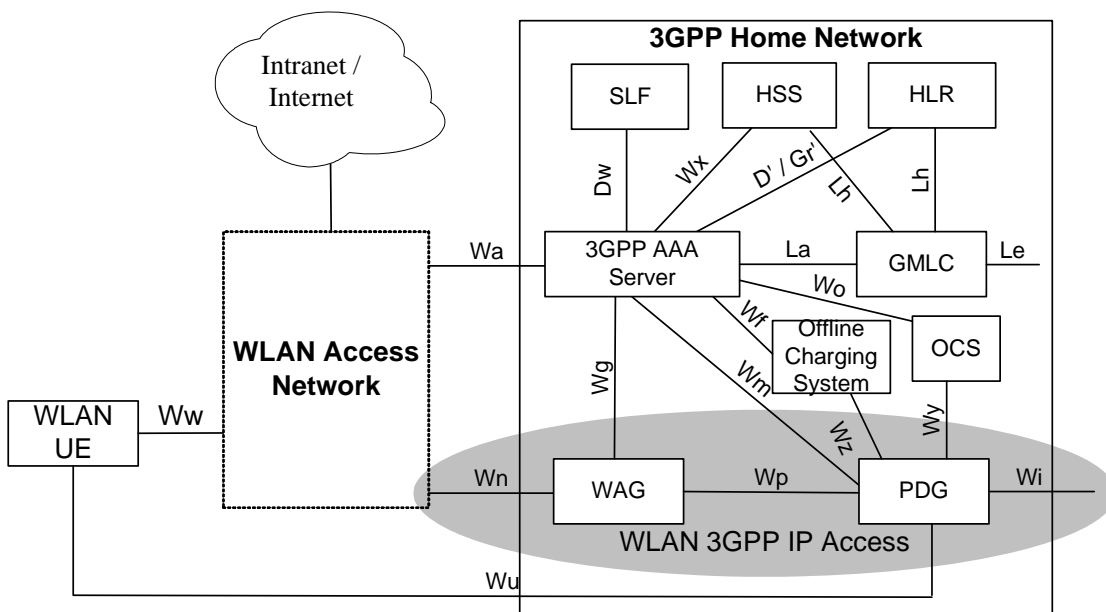 3GPP Home Network
Intranet /
Internet
SLF
HSS
HLR
Dw
Wx
D' / Gr'
Lh
Lh
Wa
3GPP AAA
Server
La
GMLC
Le
Wo
Wf
Offline
Charging
System
OCS
WLAN Access
Network
Wg
Wm
WLAN
UE
Ww
Wz
Wy
Wn
WAG
Wp
PDG
Wi
WLAN 3GPP IP Access
Wu